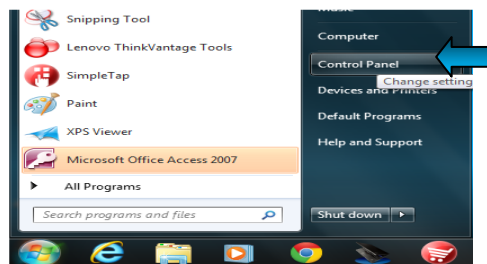 Snipping Tool
Lenovo ThinkVantage Tools
SimpleTap
Paint
XPS Viewer
Microsoft Office Access 2007
All Programs
Search programs and files
Music
Computer
Control Panel
Change setting
Devices and Printers
Default Programs
Help and Support
Shut down